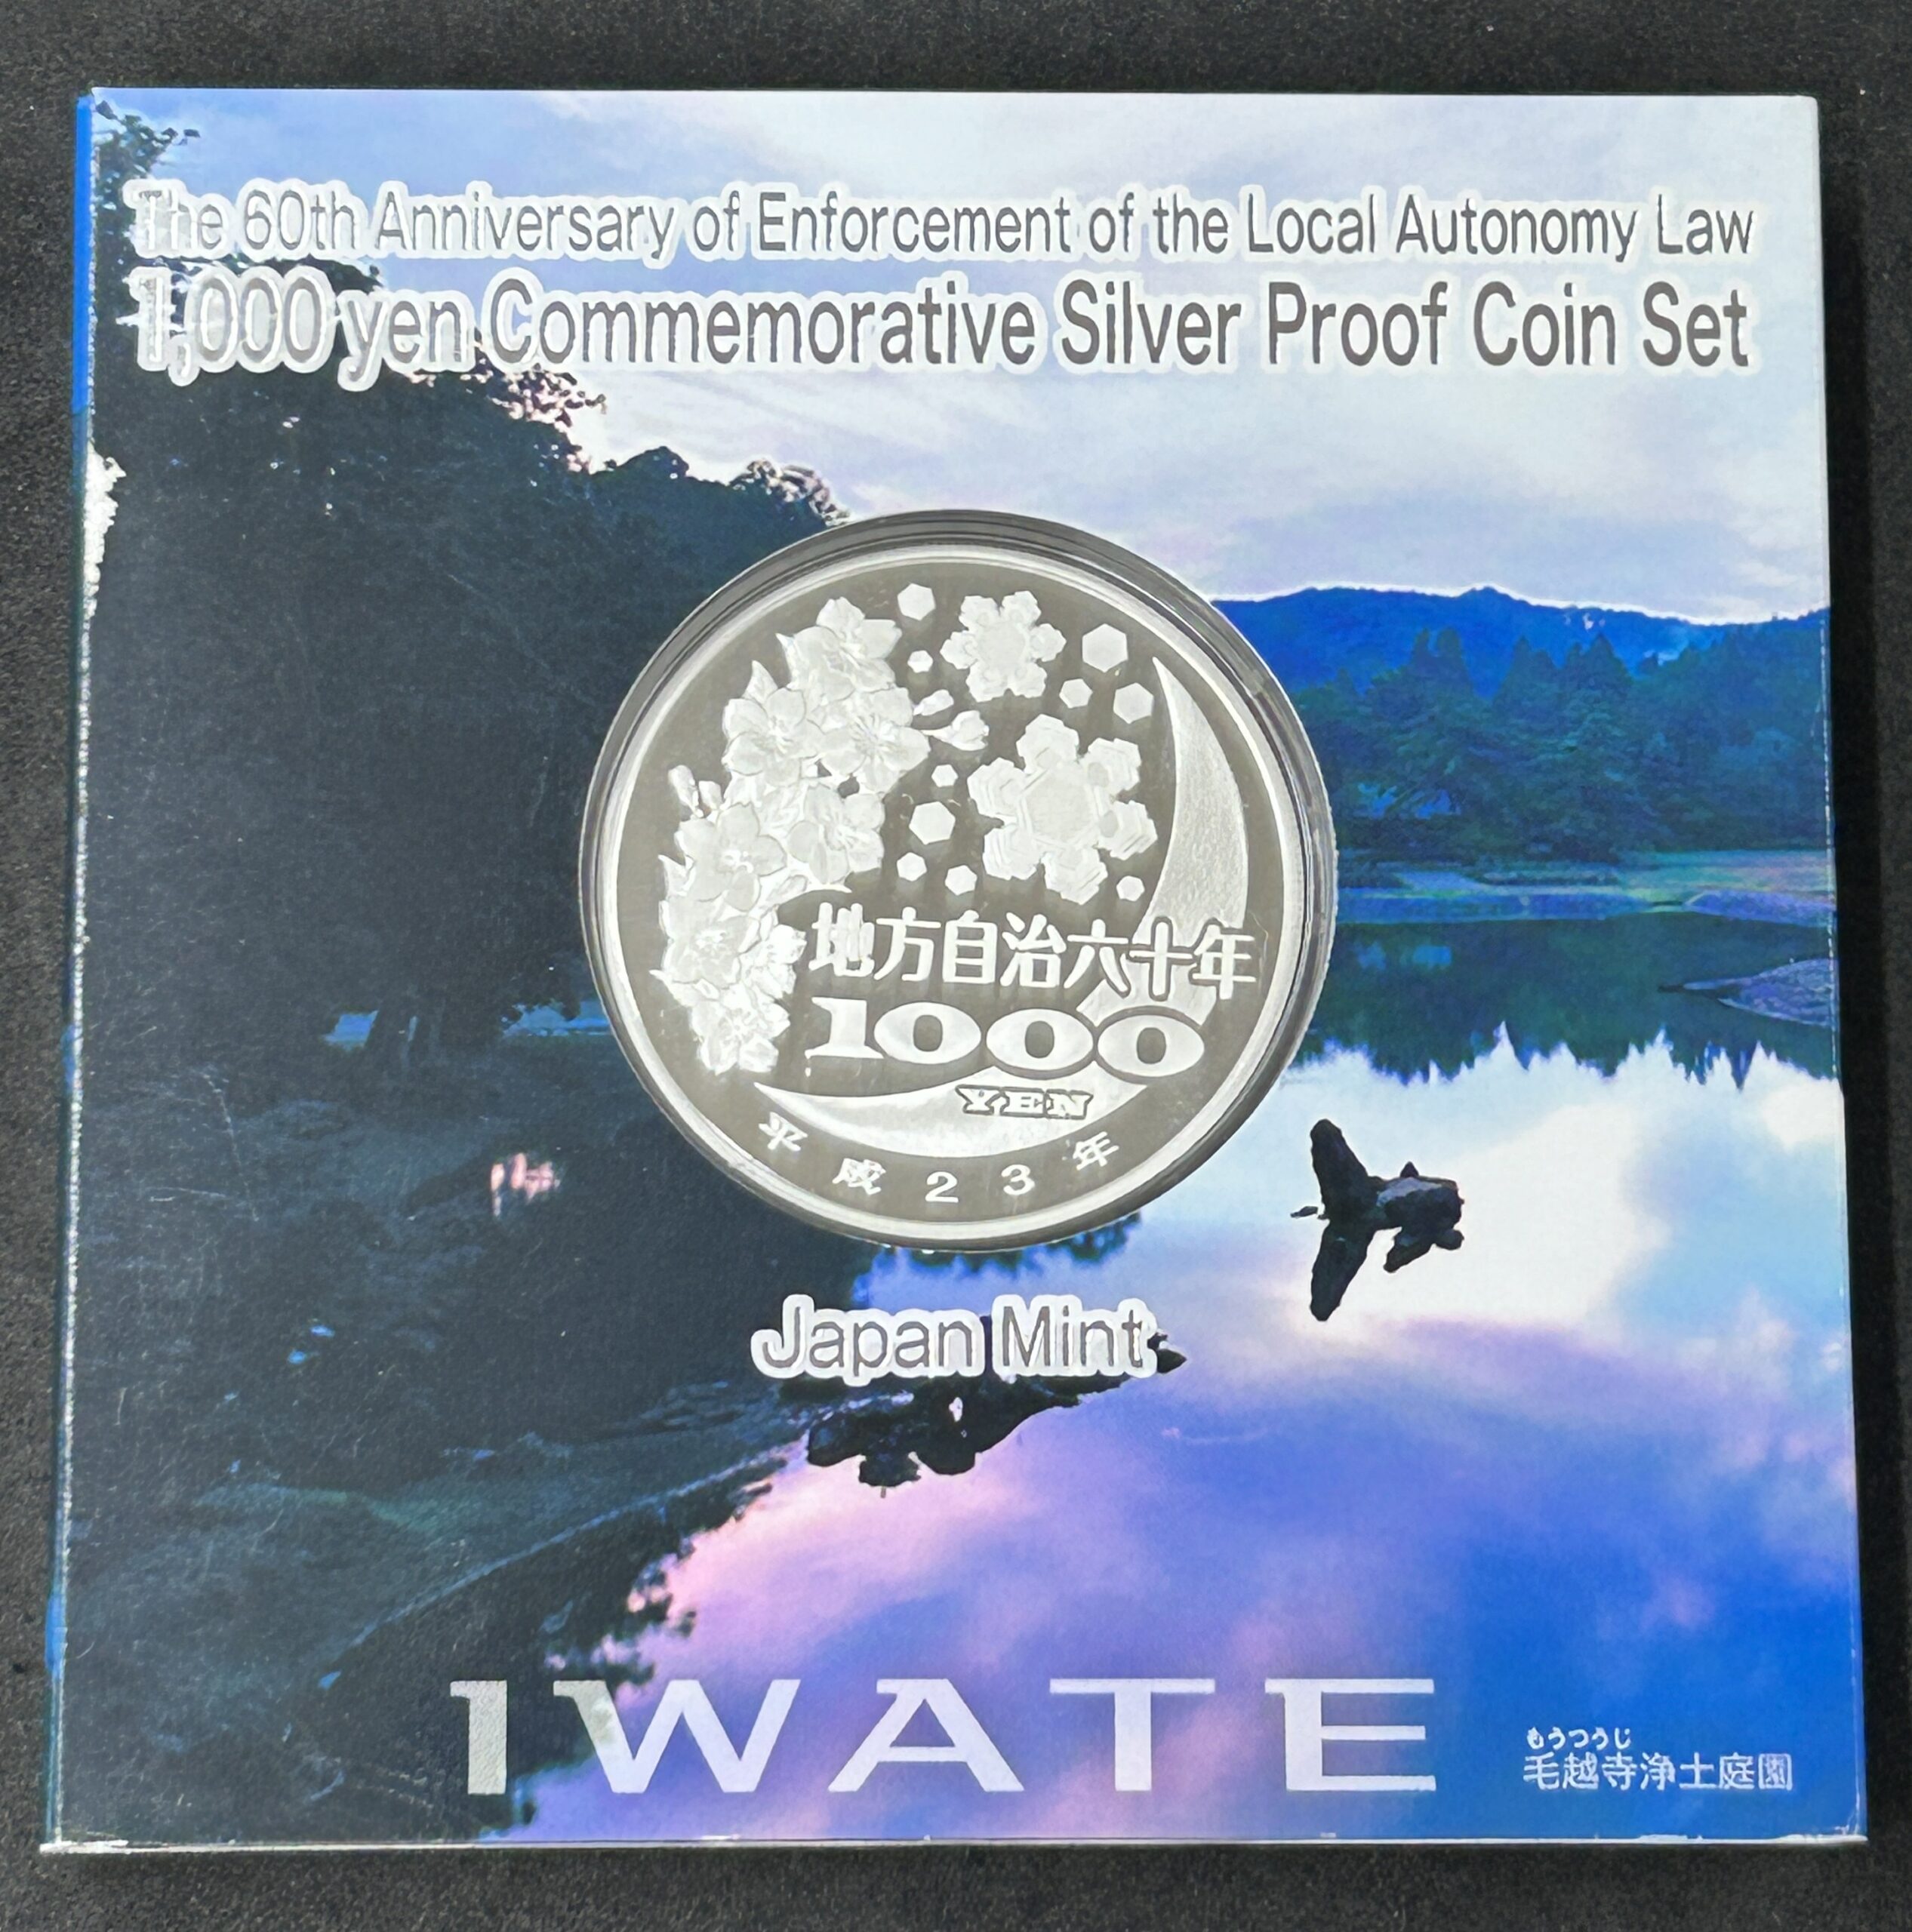 The 60th Anniversary of Enforcement of the Local Autonomy Law
1,000 yen Commemorative Silver Proof Coin Set
地方自治六十年
1000
YEN
平成23年
Japan Mint
IWATE
もうつうじ
毛越寺浄土庭園